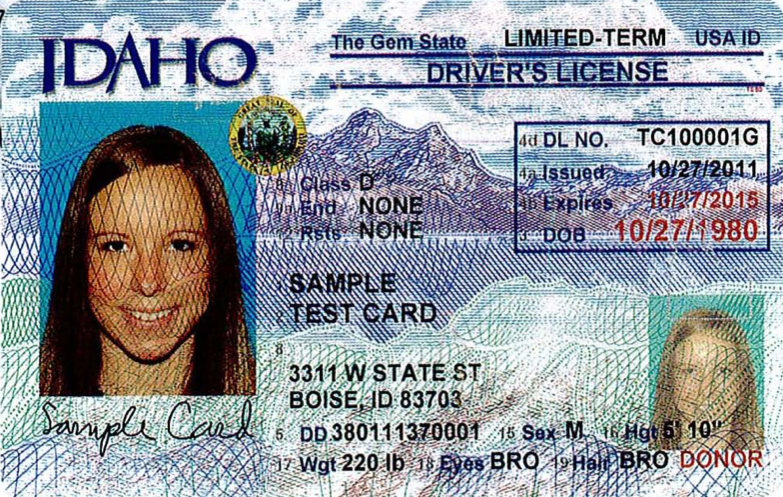 IDAHO
The Gem State LIMITED-TERM USA ID
DRIVER'S LICENSE
4d DL NO. TC100001G
4a Issued 10/27/2011
4b Expires 10/27/2015
3 DOB 10/27/1980
9 Class D
9a End NONE
12 Rsts NONE
1 SAMPLE
2 TEST CARD
8
3311 W STATE ST
BOISE, ID 83703
Sample Card
5 DD 380111370001 15 Sex M 16 Hgt 5' 10"
17 Wgt 220 lb 18 Eyes BRO 19 Hair BRO DONOR